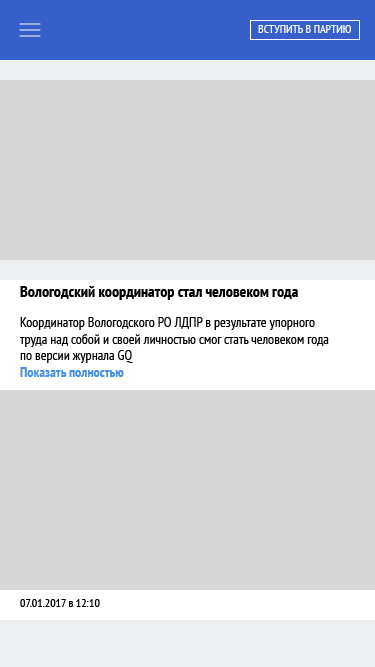 ВСТУПИТЬ В ПАРТИЮ
Вологодский координатор стал человеком года
Координатор Вологодского РО ЛДПР в результате упорного
труда над собой и своей личностью смог стать человеком года
по версии журнала GQ
Показать полностью
07.01.2017 в 12:10